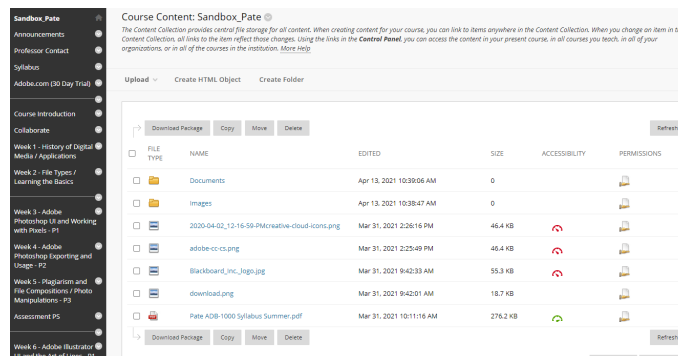 Sandbox_Pate
Announcements
Professor Contact
Syllabus
Adobe.com (30 Day Trial)
Course Introduction
Collaborate
Week 1 - History of Digital
Media / Applications
Week 2 - File Types /
Learning the Basics
Week 3 - Adobe
Photoshop UI and Working
with Pixels - P1
Week 4 - Adobe
Photoshop Exporting and
Usage - P2
Week 5 - Plagiarism and
File Compositions / Photo
Manipulations - P3
Assessment PS
Week 6 - Adobe Illustrator
UI and the Art of Lines - P1
Course Content: Sandbox_Pate
The Content Collection provides central file storage for all content. When creating content for your course, you can link to items anywhere in the Content Collection. When you change an item in t
Content Collection, all links to the item reflect those changes. Using the links in the Control Panel, you can access the content in your present course, in all courses you teach, in all of your
organizations, or in all of the courses in the institution. More Help
Upload Create HTML Object Create Folder
Download Package Copy Move Delete Refresh
FILE TYPE NAME EDITED SIZE ACCESSIBILITY PERMISSIONS
Documents Apr 13, 2021 10:39:06 AM 0
Images Apr 13, 2021 10:38:47 AM 0
2020-04-02_12-16-59-PMcreative-cloud-icons.png Mar 31, 2021 2:26:16 PM 46.4 KB
adobe-cc-cs.png Mar 31, 2021 2:25:49 PM 46.4 KB
Blackboard_Inc._logo.jpg Mar 31, 2021 9:42:33 AM 55.3 KB
download.png Mar 31, 2021 9:42:01 AM 18.7 KB
Pate ADB-1000 Syllabus Summer.pdf Mar 31, 2021 10:11:16 AM 276.2 KB
Download Package Copy Move Delete Refresh